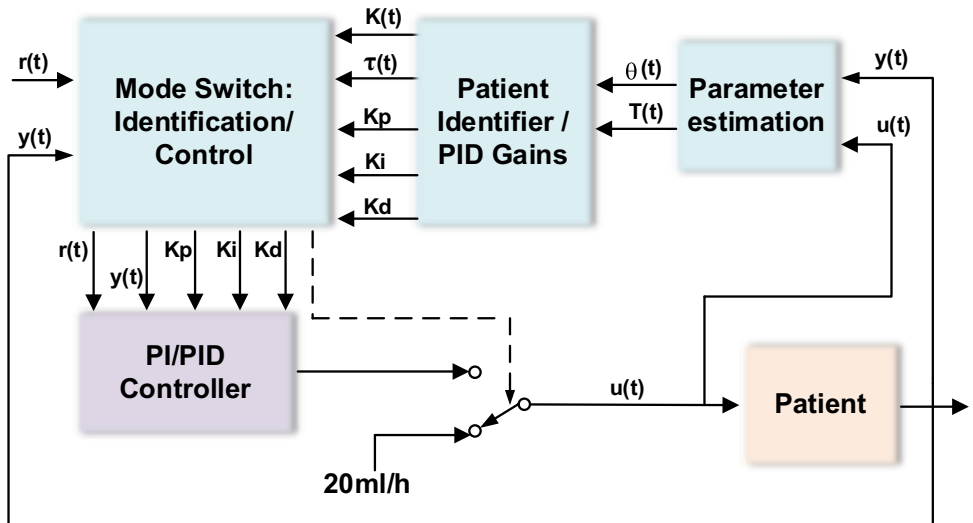 r(t)
y(t)
Mode Switch:
Identification/
Control
K(t)
τ(t)
Kp
Ki
Kd
Patient
Identifier /
PID Gains
θ(t)
T(t)
Parameter
estimation
y(t)
u(t)
r(t)
y(t)
Kp
Ki
Kd
PI/PID
Controller
20ml/h
u(t)
Patient